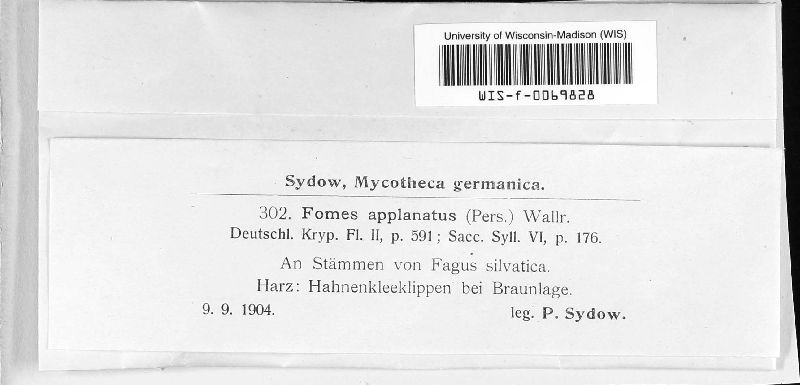 University of Wisconsin-Madison (WIS)
WIS-f-0069828
Sydow, Mycotheca germanica.
302. Fomes applanatus (Pers.) Wallr.
Deutschl. Kryp. Fl. II, p. 591; Sacc. Syll. VI, p. 176.
An Stämmen von Fagus silvatica.
Harz: Hahnenkleeklippen bei Braunlage.
9. 9. 1904. leg. P. Sydow.